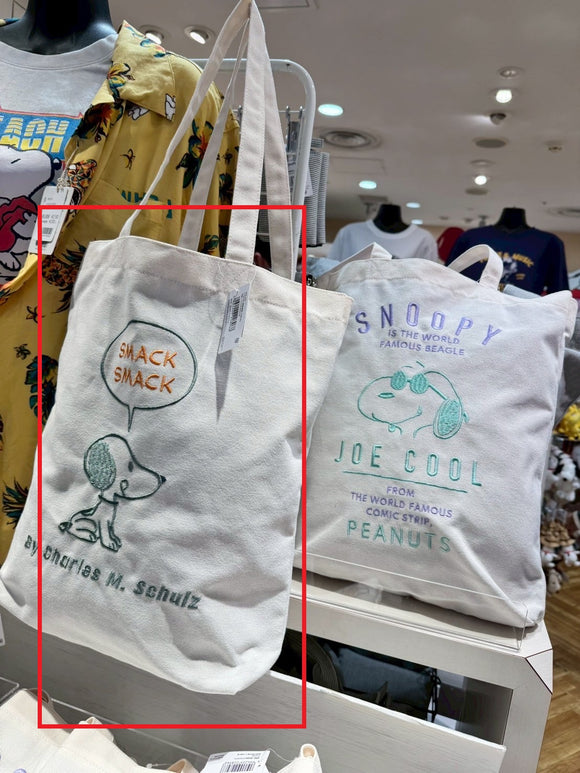 SMACK
SMACK
By Charles M. Schulz
SNOOPY
IS THE WORLD
FAMOUS BEAGLE
JOE COOL
FROM
THE WORLD FAMOUS
COMIC STRIP,
PEANUTS